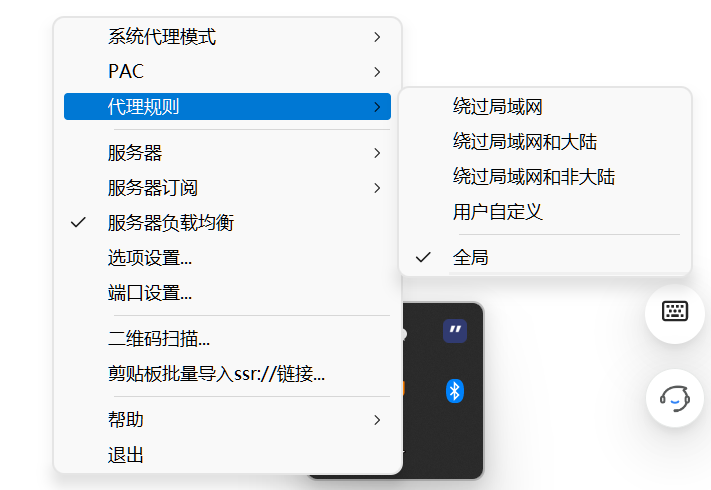 系统代理模式
PAC
代理规则
服务器
服务器订阅
服务器负载均衡
选项设置...
端口设置...
二维码扫描...
剪贴板批量导入ssr://链接...
帮助
退出
绕过局域网
绕过局域网和大陆
绕过局域网和非大陆
用户自定义
全局